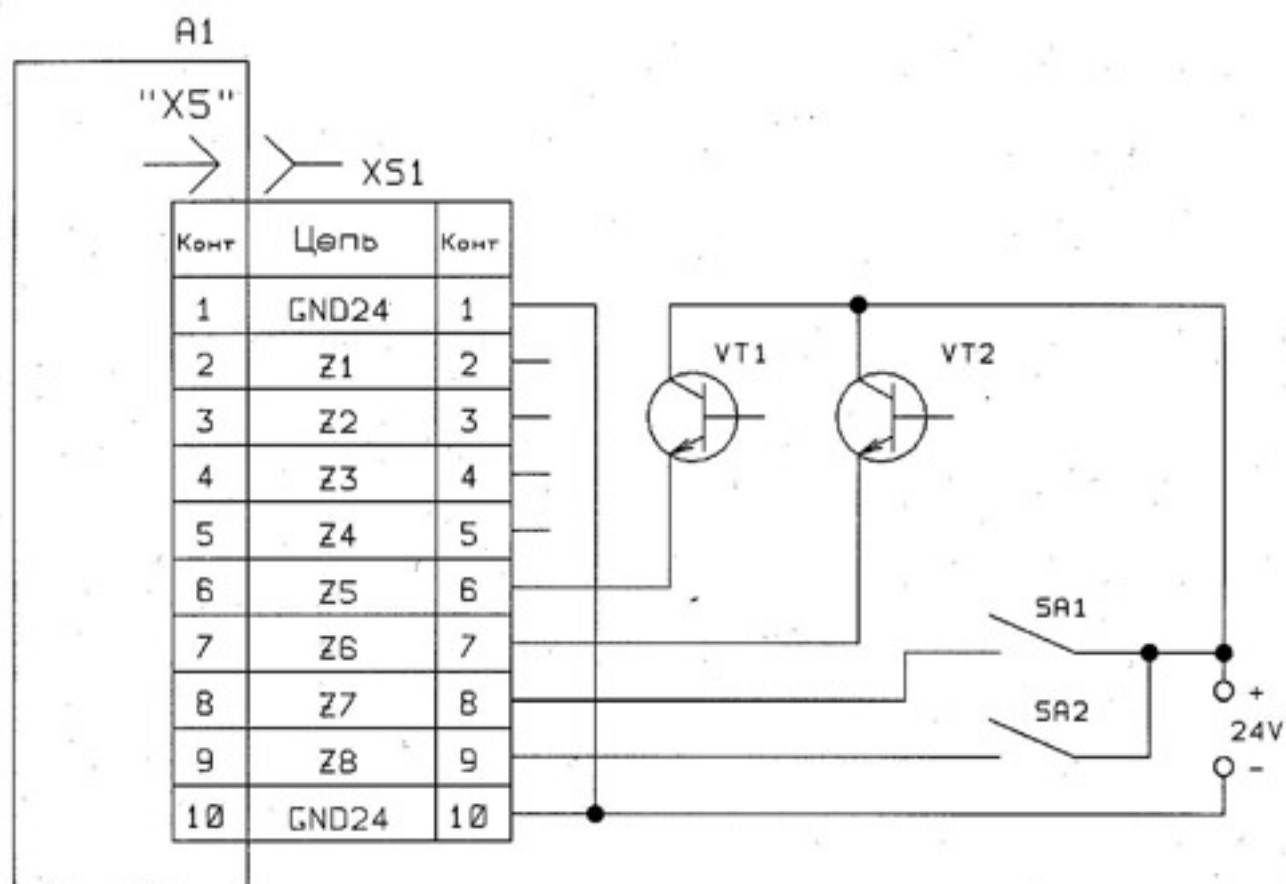 A1
"X5"
XS1
Конт Цепь Конт
1 GND24 1
2 Z1 2
3 Z2 3
4 Z3 4
5 Z4 5
6 Z5 6
7 Z6 7
8 Z7 8
9 Z8 9
10 GND24 10
VT1 VT2
SA1
SA2
+
24V
-